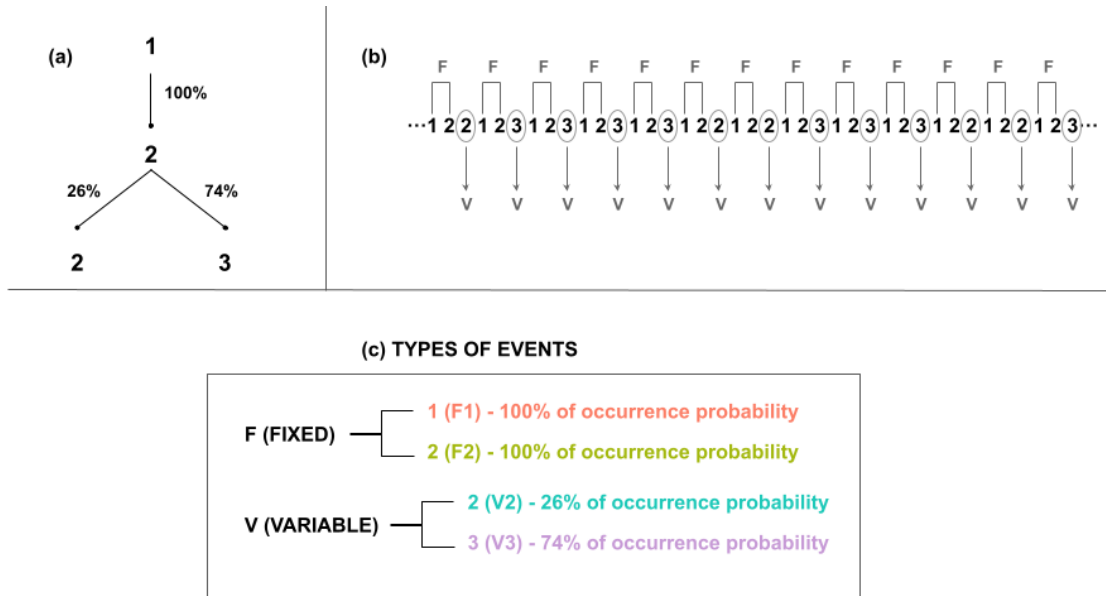 (a)
1
100%
2
26% 74%
2 3
(b)
F F F F F F F F F F F F F
...1 2 2 1 2 3 1 2 3 1 2 3 1 2 3 1 2 2 1 2 2 1 2 3 1 2 3 1 2 3 1 2 2 1 2 2 1 2 3...
V V V V V V V V V V V V V
(c) TYPES OF EVENTS
F (FIXED)
1 (F1) - 100% of occurrence probability
2 (F2) - 100% of occurrence probability
V (VARIABLE)
2 (V2) - 26% of occurrence probability
3 (V3) - 74% of occurrence probability